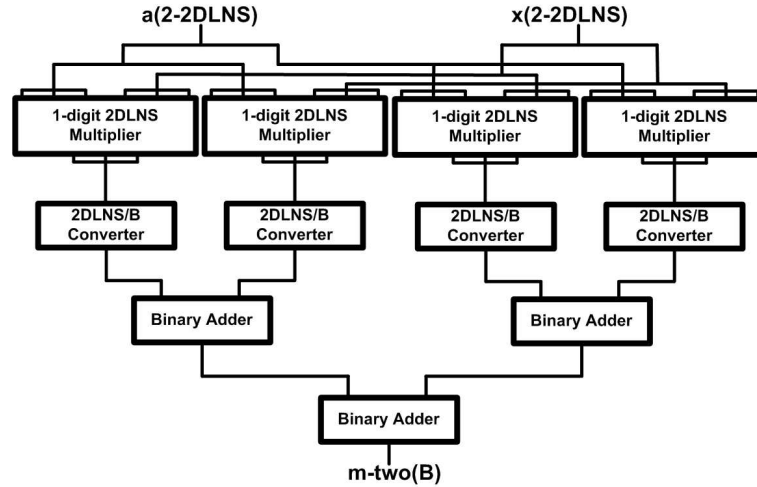 a(2-2DLNS) x(2-2DLNS)
1-digit 2DLNS 1-digit 2DLNS 1-digit 2DLNS 1-digit 2DLNS
Multiplier Multiplier Multiplier Multiplier
2DLNS/B 2DLNS/B 2DLNS/B 2DLNS/B
Converter Converter Converter Converter
Binary Adder Binary Adder
Binary Adder
m-two(B)